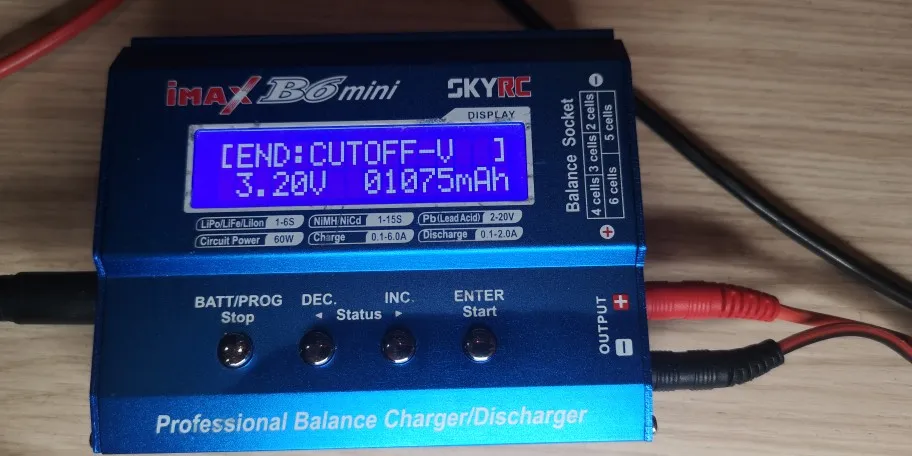 iMAX B6 mini
SKYRC
DISPLAY
[END:CUTOFF-V ]
3.20V 01075mAh
LiPo/LiFe/LiIon 1-6S NiMH/NiCd 1-15S Pb(Lead Acid) 2-20V
Circuit Power 60W Charge 0.1-6.0A Discharge 0.1-2.0A
Balance Socket
2 cells
3 cells
4 cells
5 cells
6 cells
BATT/PROG
Stop
DEC.
INC.
◄ Status ►
ENTER
Start
OUTPUT
Professional Balance Charger/Discharger